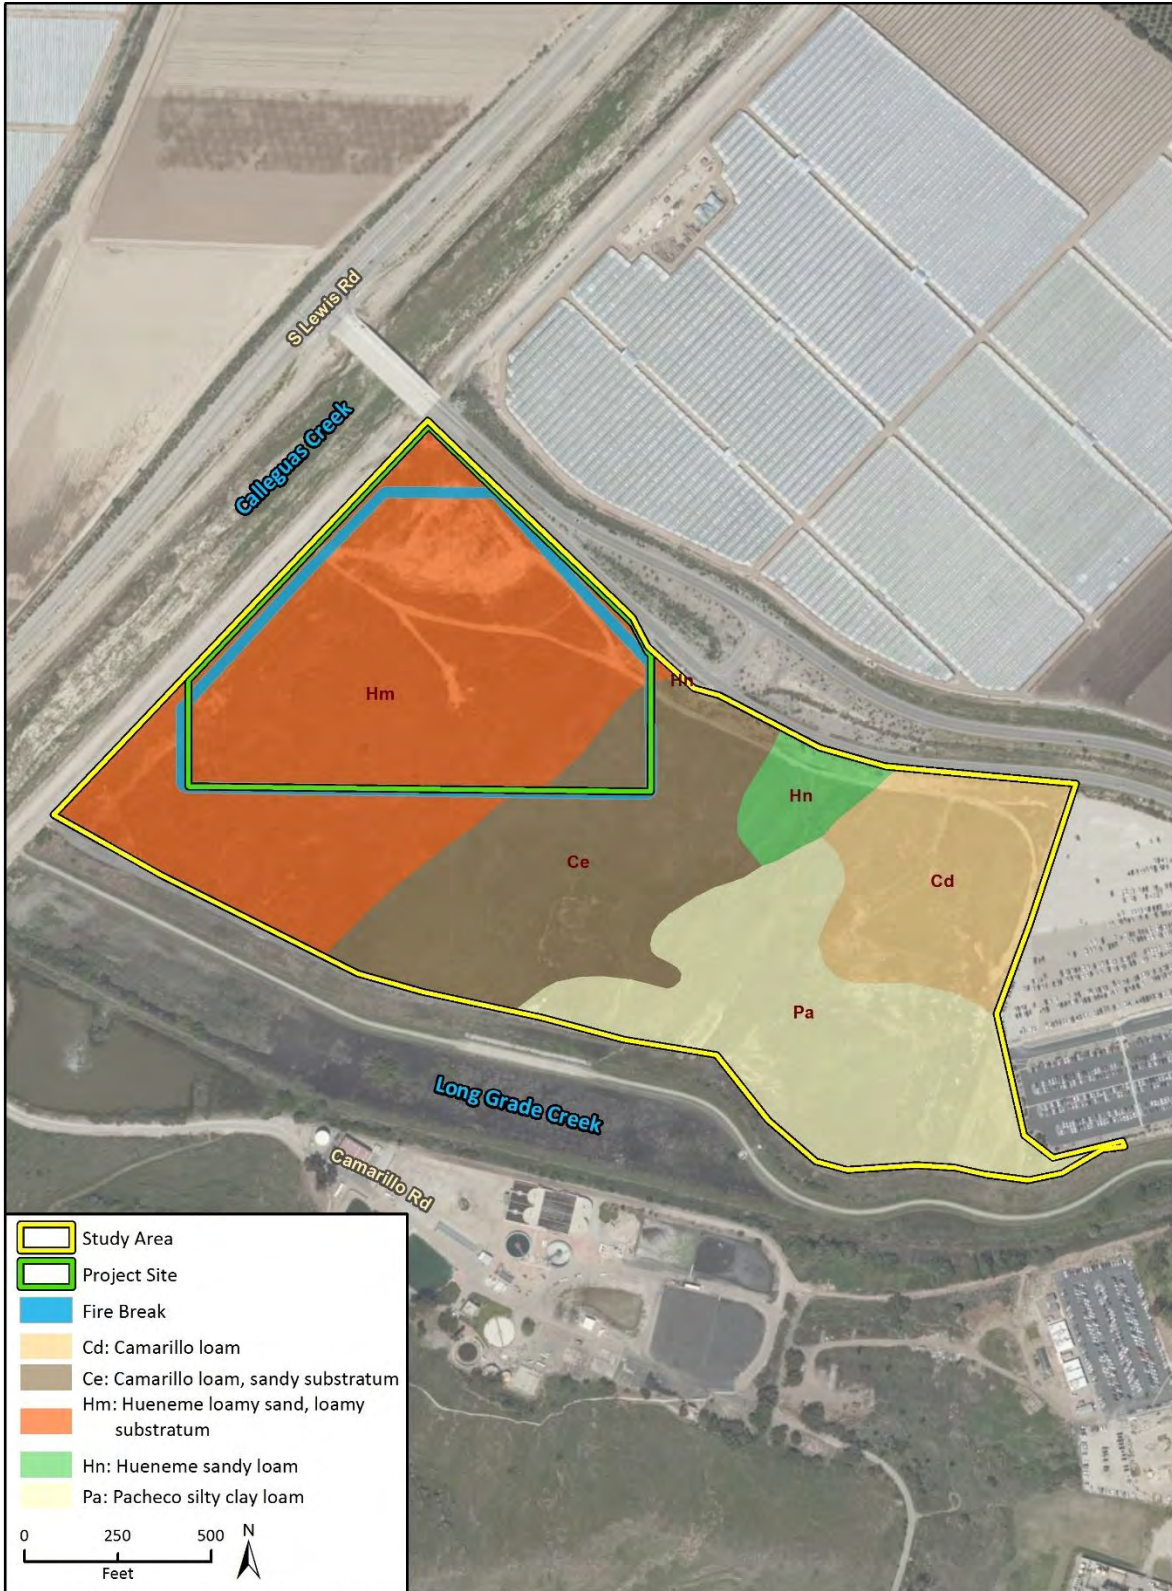 S Lewis Rd
Calleguas Creek
Hm
Hn
Hn
Ce
Cd
Pa
Long Grade Creek
Camarillo Rd
Study Area
Project Site
Fire Break
Cd: Camarillo loam
Ce: Camarillo loam, sandy substratum
Hm: Hueneme loamy sand, loamy
substratum
Hn: Hueneme sandy loam
Pa: Pacheco silty clay loam
0 250 500
Feet
N